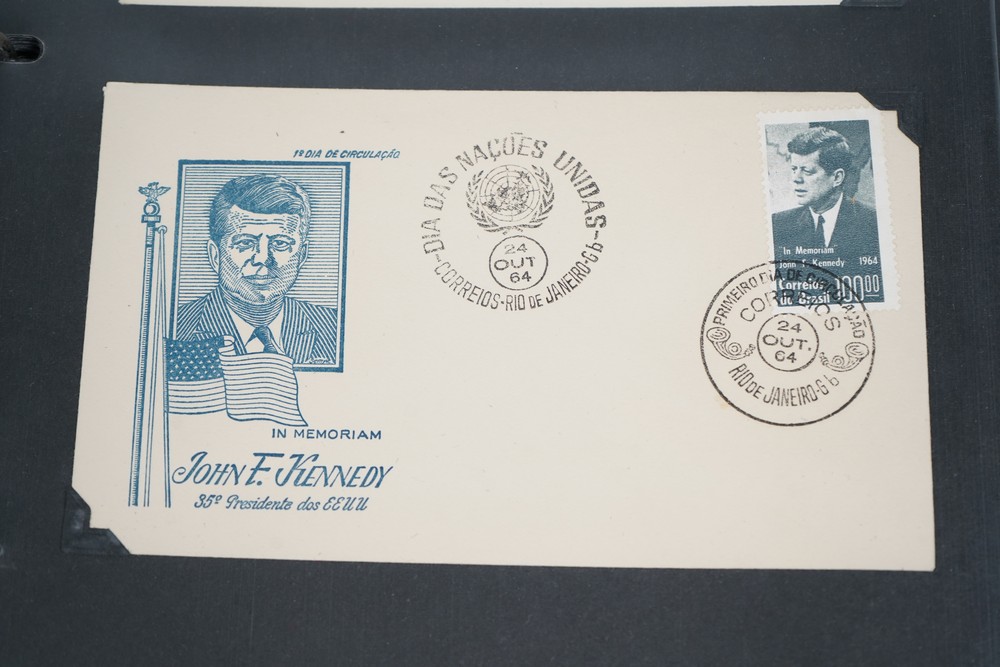 1º DIA DE CIRCULAÇÃO
IN MEMORIAM
JOHN F. KENNEDY
35º Presidente dos EEUU
DIA DAS NAÇÕES UNIDAS
24
OUT
64
CORREIOS-RIO DE JANEIRO-Gb
In Memoriam
John F. Kennedy 1964
Correios do Brasil 100,00
PRIMEIRO DIA DE CIRCULAÇÃO
CORREIOS
24
OUT.
64
RIO DE JANEIRO-Gb